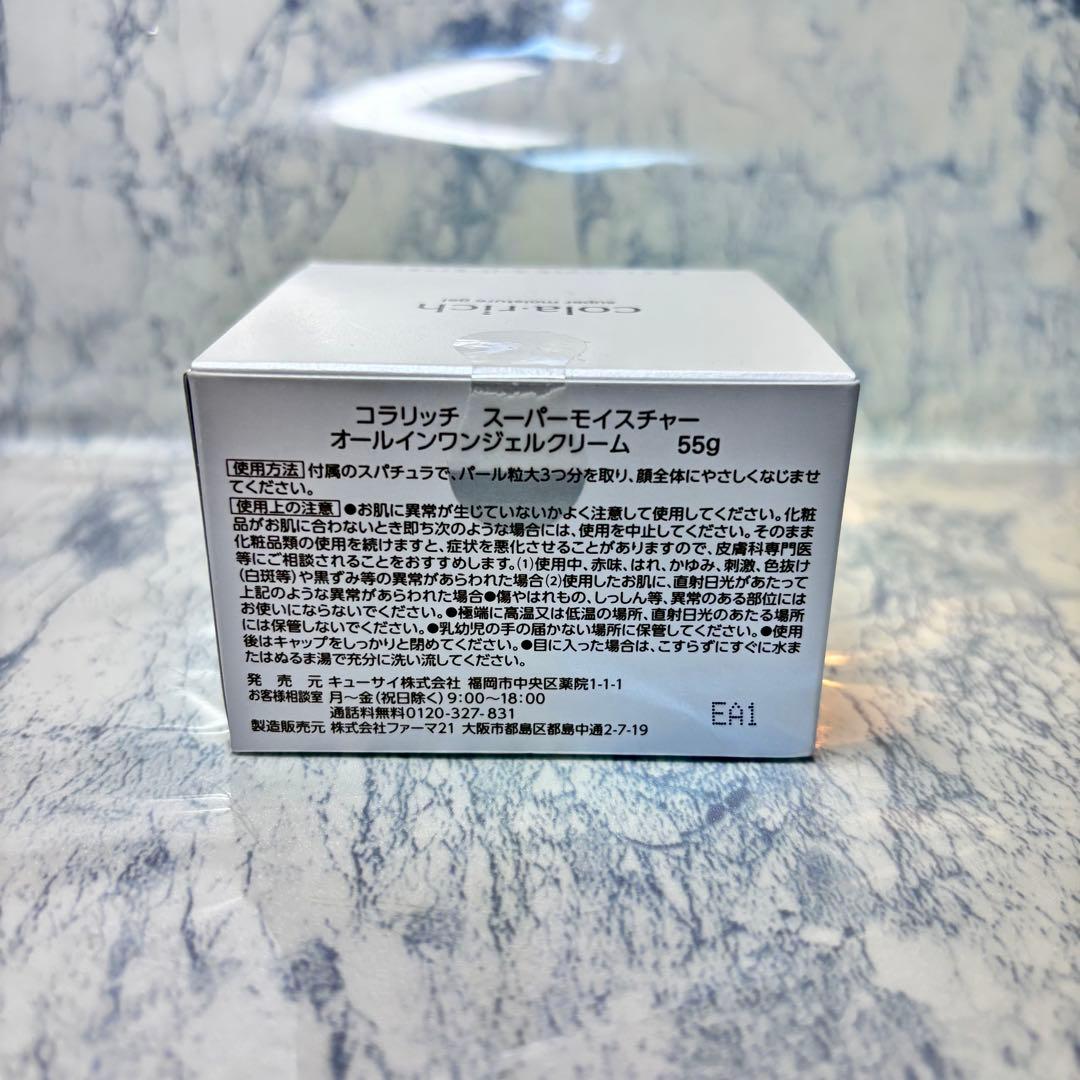 cola·rich
super moisture gel
コラリッチ スーパーモイスチャー
オールインワンジェルクリーム 55g
使用方法 付属のスパチュラで、パール粒大3つ分を取り、顔全体にやさしくなじませ
てください。
使用上の注意 ●お肌に異常が生じていないかよく注意して使用してください。化粧
品がお肌に合わないとき即ち次のような場合には、使用を中止してください。そのまま
化粧品類の使用を続けますと、症状を悪化させることがありますので、皮膚科専門医
等にご相談されることをおすすめします。(1)使用中、赤味、はれ、かゆみ、刺激、色抜け
(白斑等)や黒ずみ等の異常があらわれた場合(2)使用したお肌に、直射日光があたって
上記のような異常があらわれた場合●傷やはれもの、しっしん等、異常のある部位には
お使いにならないでください。●極端に高温又は低温の場所、直射日光のあたる場所
には保管しないでください。●乳幼児の手の届かない場所に保管してください。●使用
後はキャップをしっかりと閉めてください。●目に入った場合は、こすらずにすぐに水ま
たはぬるま湯で充分に洗い流してください。
発売元 キューサイ株式会社 福岡市中央区薬院1-1-1
お客様相談室 月〜金(祝日除く)9:00〜18:00
通話料無料0120-327-831
製造販売元 株式会社ファーマ21 大阪市都島区都島中通2-7-19
EA1